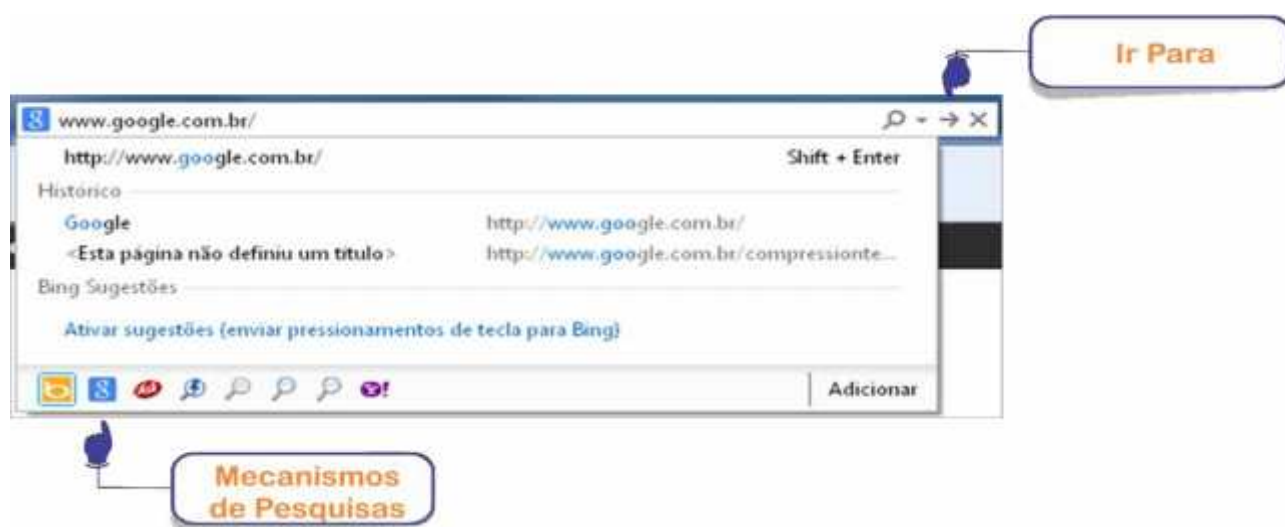 Ir Para
www.google.com.br/
http://www.google.com.br/ Shift + Enter
Histórico
Google http://www.google.com.br/
<Esta página não definiu um título> http://www.google.com.br/compressionte...
Bing Sugestões
Ativar sugestões (enviar pressionamentos de tecla para Bing)
Adicionar
Mecanismos
de Pesquisas